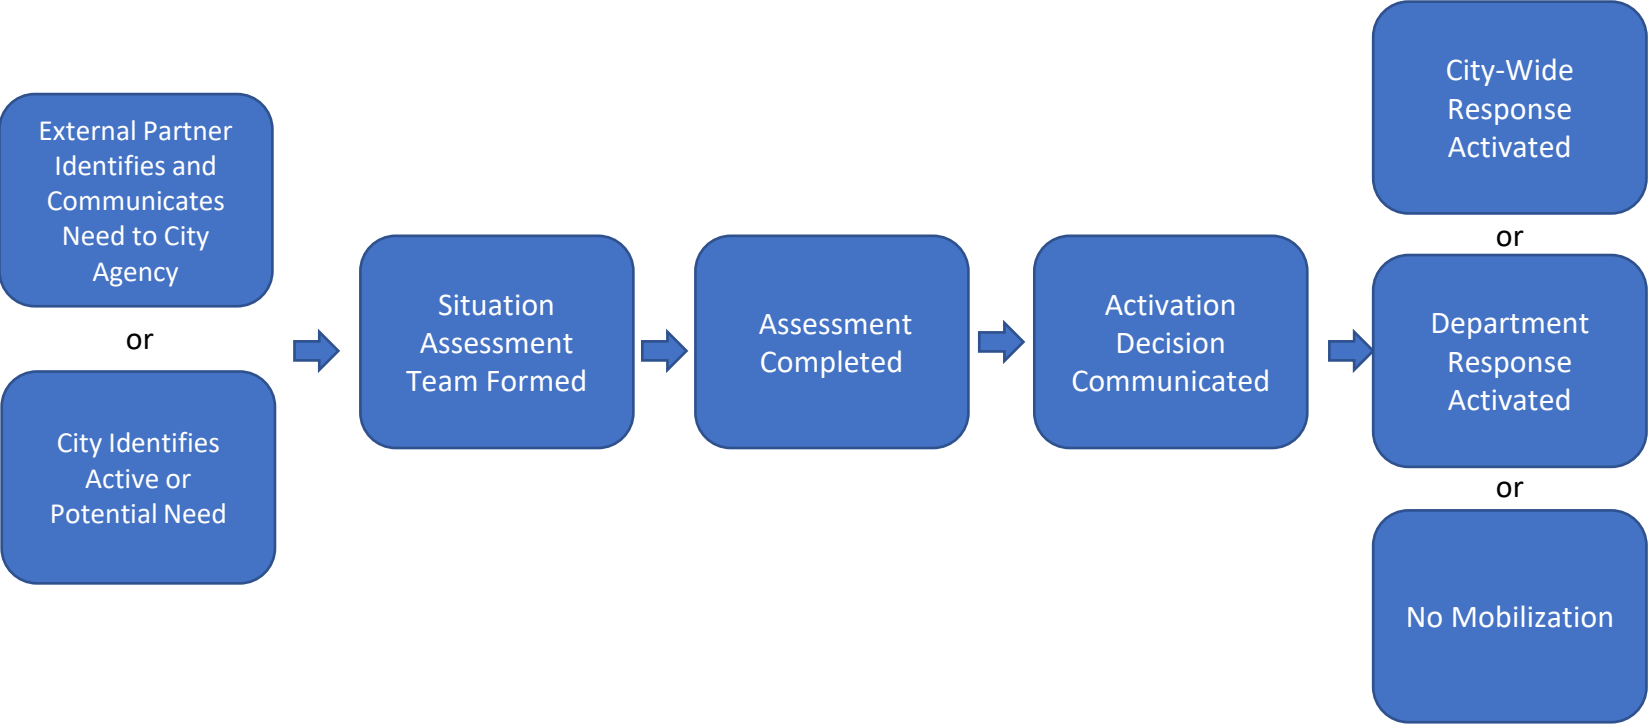 External Partner
Identifies and
Communicates
Need to City
Agency
or
City Identifies
Active or
Potential Need
Situation
Assessment
Team Formed
Assessment
Completed
Activation
Decision
Communicated
City-Wide
Response
Activated
or
Department
Response
Activated
or
No Mobilization